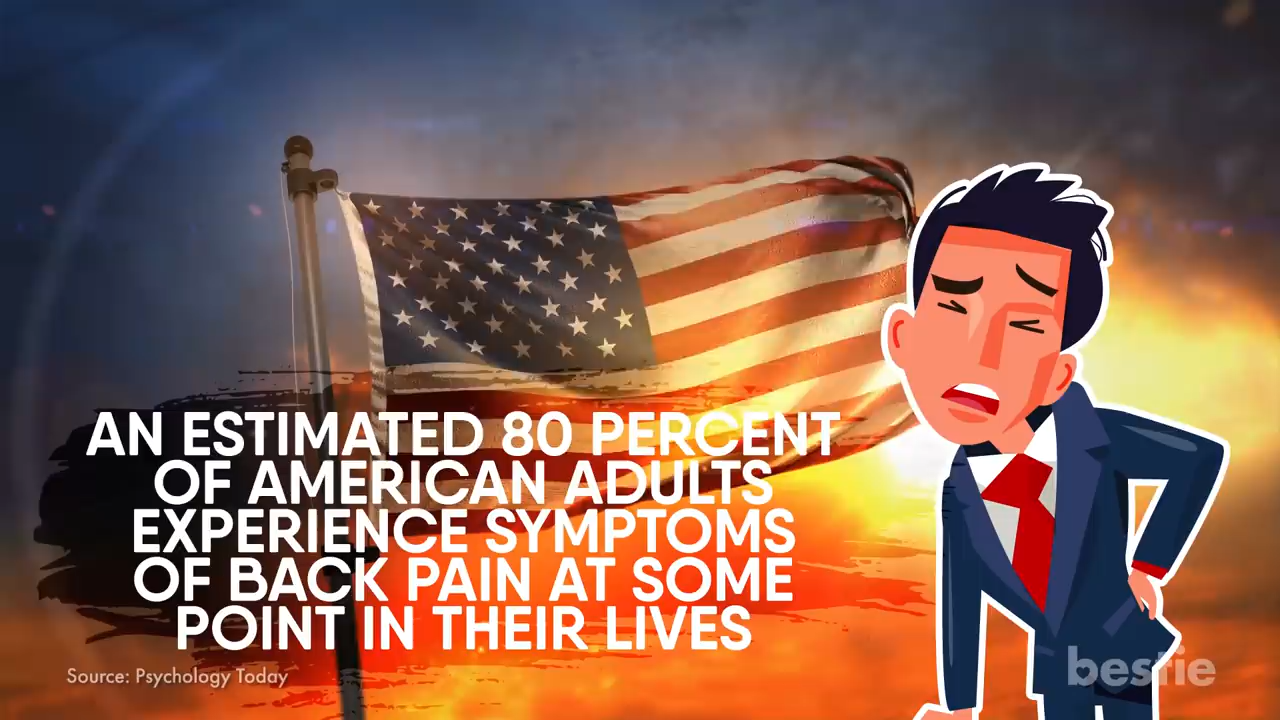 AN ESTIMATED 80 PERCENT
OF AMERICAN ADULTS
EXPERIENCE SYMPTOMS
OF BACK PAIN AT SOME
POINT IN THEIR LIVES
Source: Psychology Today
bestie